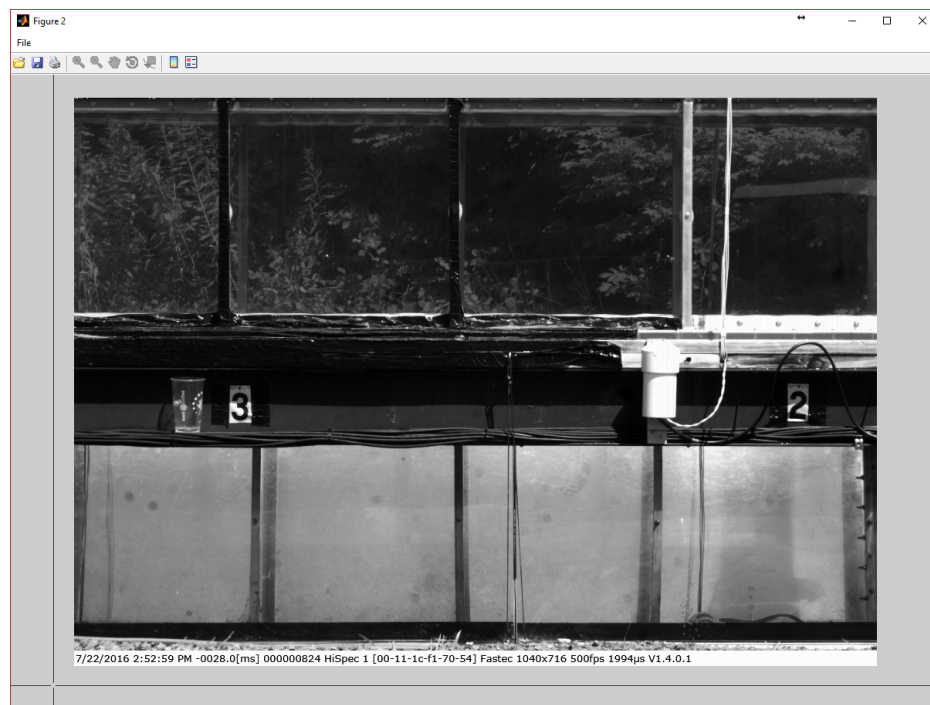 Figure 2
File
3
2
7/22/2016 2:52:59 PM -0028.0[ms] 000000824 HiSpec 1 [00-11-1c-f1-70-54] Fastec 1040x716 500fps 1994µs V1.4.0.1